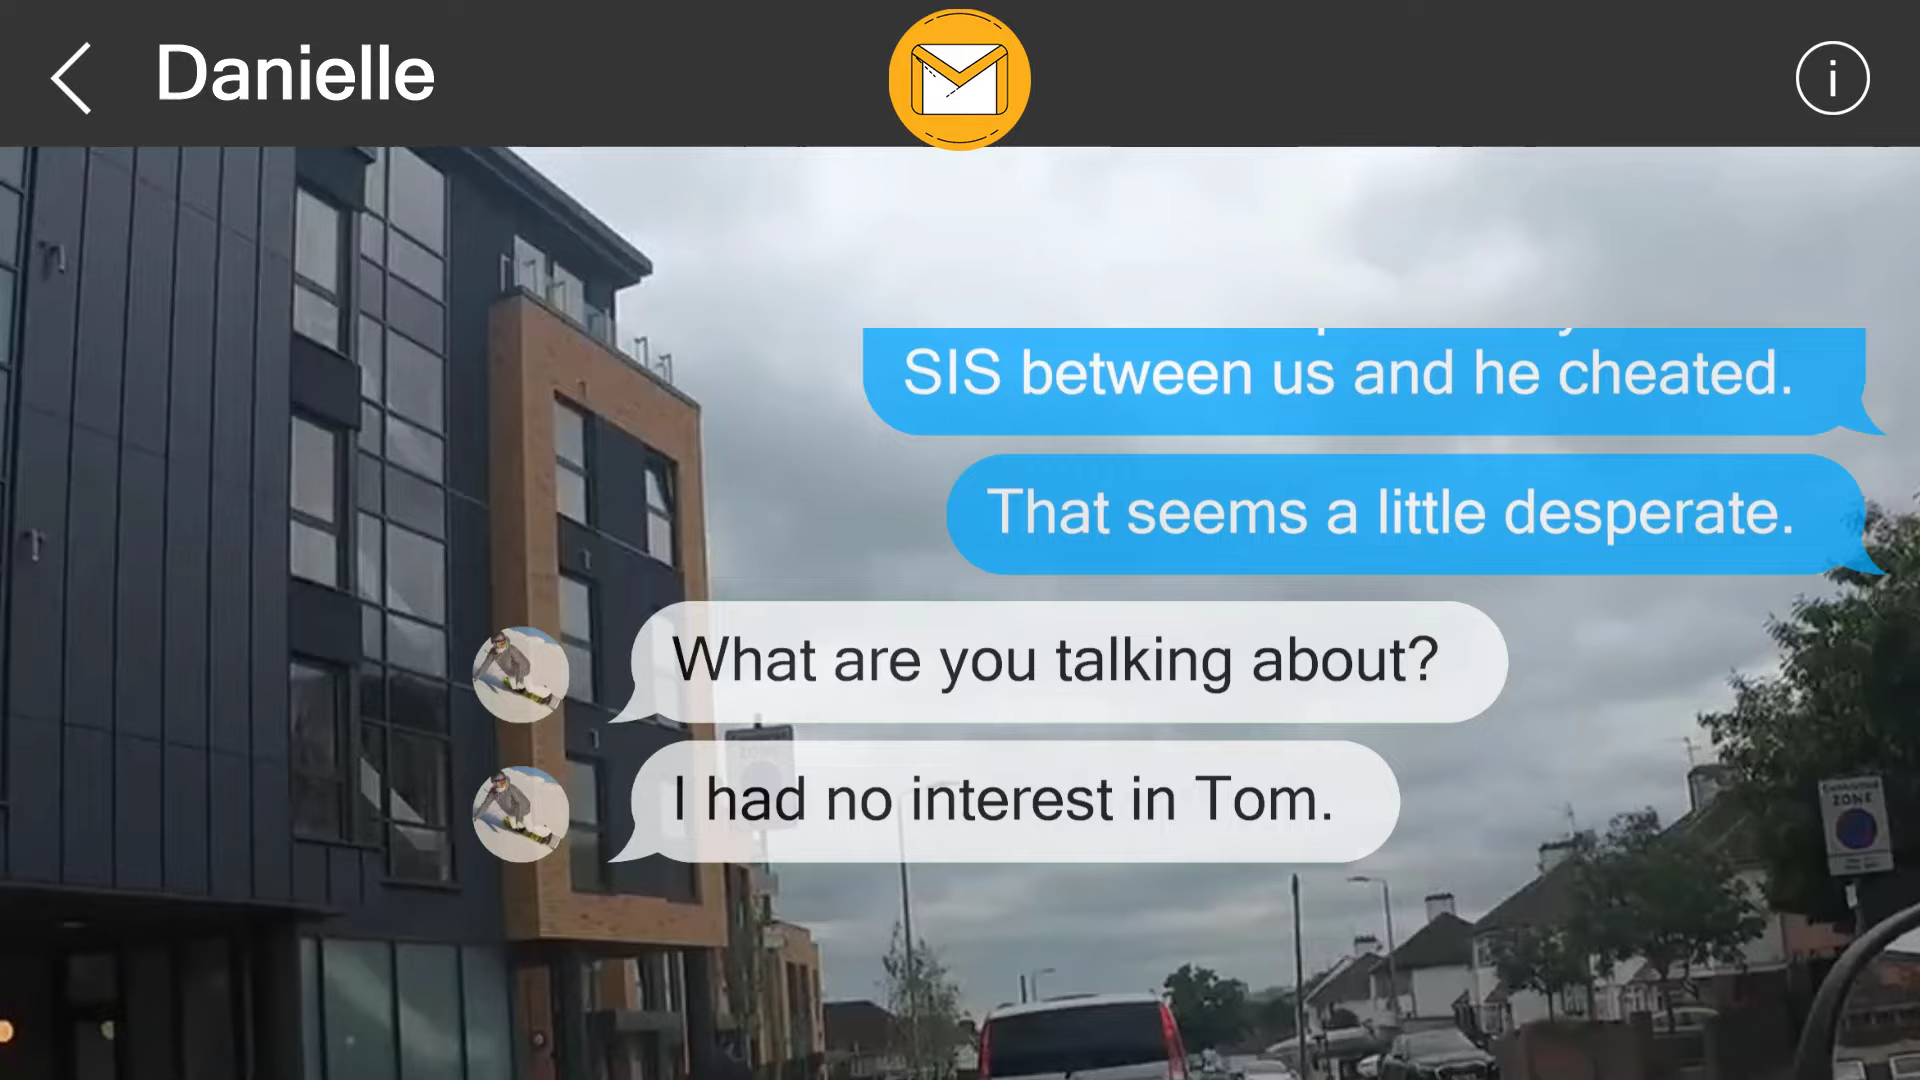 Danielle
SIS between us and he cheated.
That seems a little desperate.
What are you talking about?
I had no interest in Tom.
ZONE